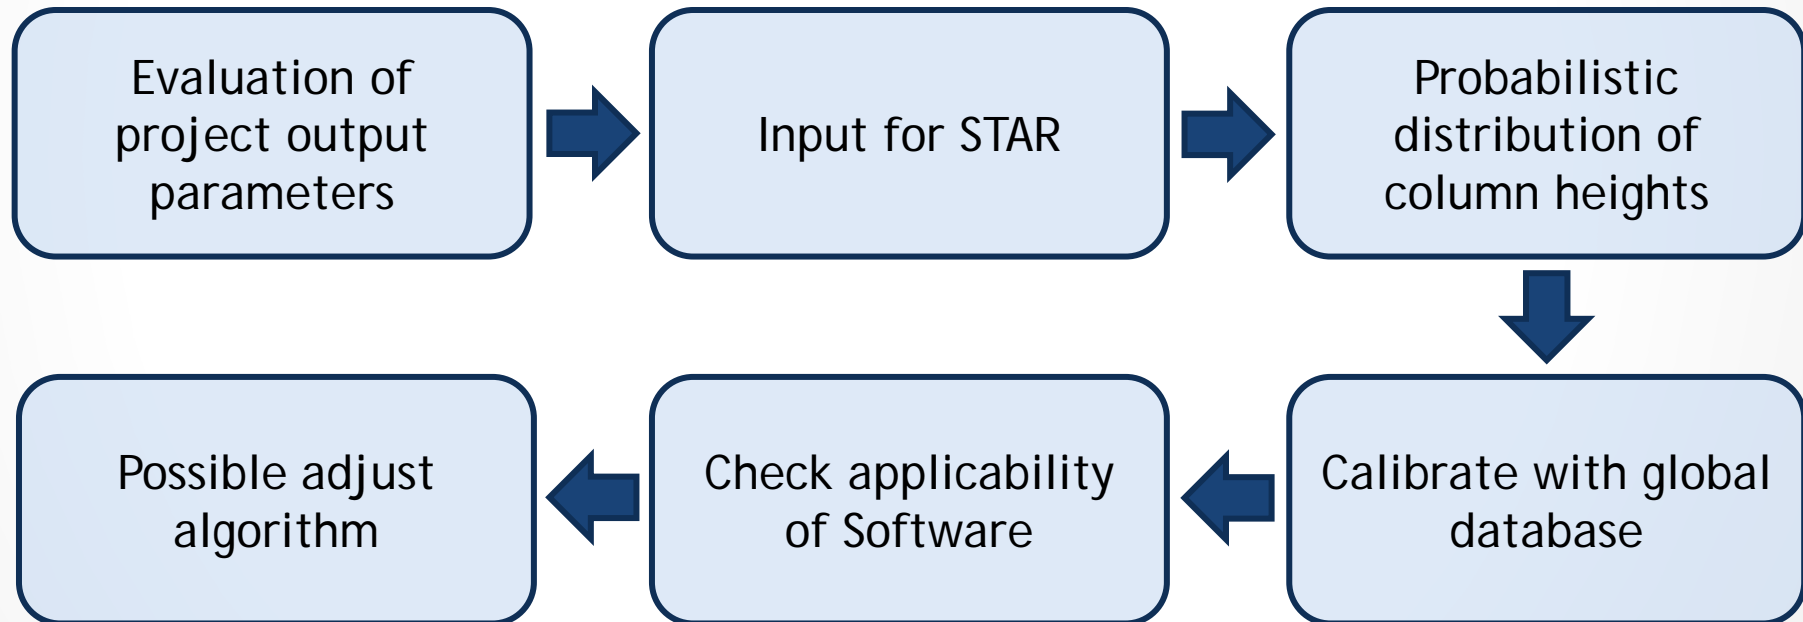 Evaluation of
project output
parameters
Input for STAR
Probabilistic
distribution of
column heights
Calibrate with global
database
Check applicability
of Software
Possible adjust
algorithm